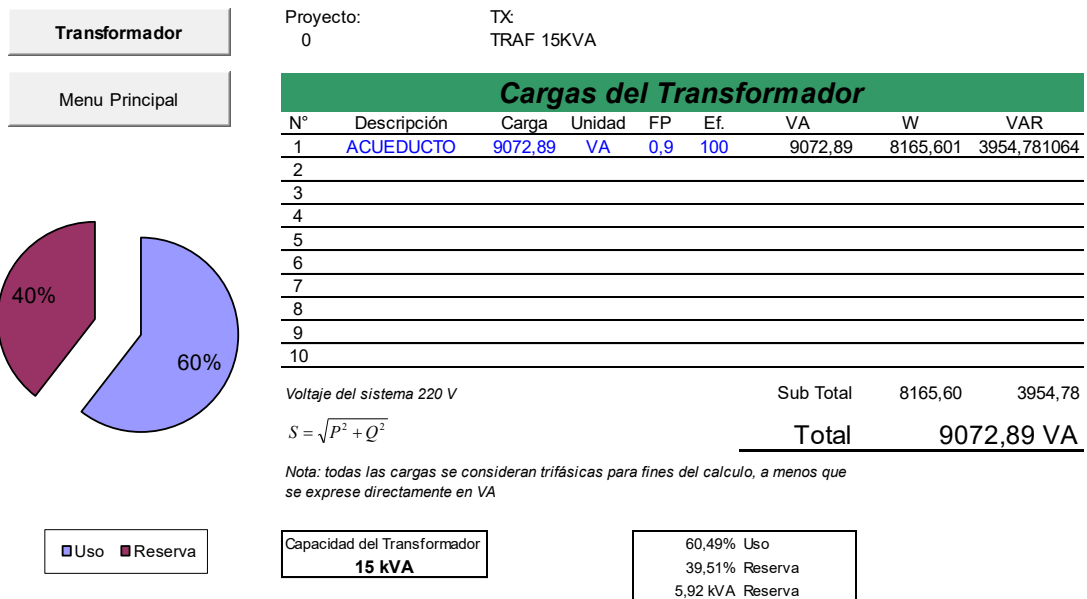 Transformador
Menu Principal
Proyecto: TX:
0 TRAF 15KVA
Cargas del Transformador
N° Descripción Carga Unidad FP Ef. VA W VAR
1 ACUEDUCTO 9072,89 VA 0,9 100 9072,89 8165,601 3954,781064
2
3
4
5
6
7
8
9
10
40%
60%
Voltaje del sistema 220 V Sub Total 8165,60 3954,78
S = √P² + Q² Total 9072,89 VA
Nota: todas las cargas se consideran trifásicas para fines del calculo, a menos que
se exprese directamente en VA
Uso Reserva
Capacidad del Transformador
15 kVA
60,49% Uso
39,51% Reserva
5,92 kVA Reserva